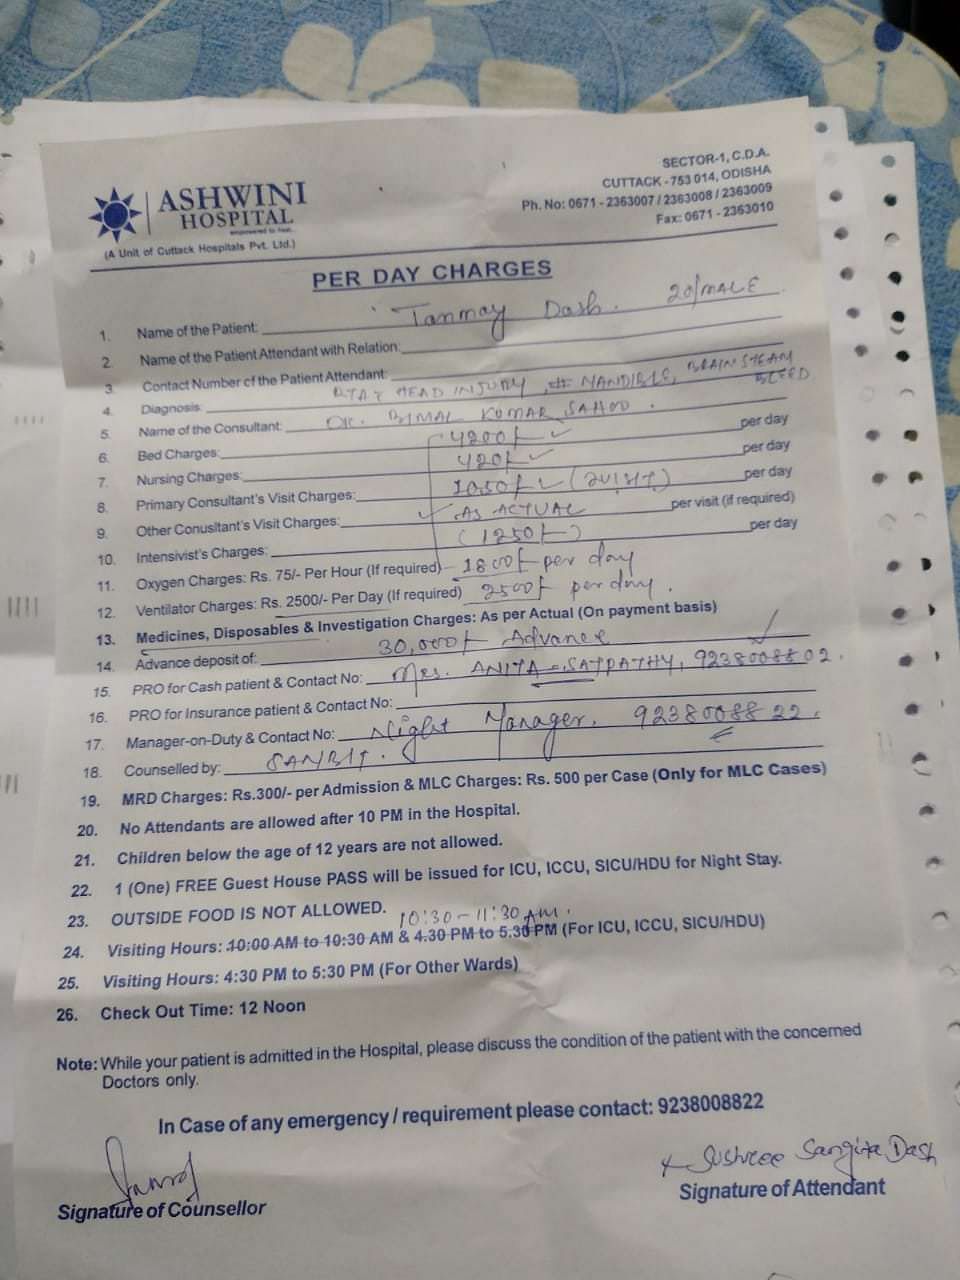 ASHWINI
HOSPITAL
empowered to heal..
(A Unit of Cuttack Hospitals Pvt. Ltd.)
SECTOR-1, C.D.A.
CUTTACK - 753 014, ODISHA
Ph. No: 0671 - 2363007 / 2363008 / 2363009
Fax: 0671 - 2363010
PER DAY CHARGES
1. Name of the Patient: Tanmay Dash. 20/MALE
2. Name of the Patient Attendant with Relation:
3. Contact Number of the Patient Attendant:
4. Diagnosis: RTA HEAD INJURY, # MANDIBLE, BRAIN STEAM BLEED
5. Name of the Consultant: DR. BIMAL KUMAR SAHOO.
6. Bed Charges: 4200/- ✓ per day
7. Nursing Charges: 420/- ✓ per day
8. Primary Consultant's Visit Charges: 1050/- ✓ (2 VISIT) per day
9. Other Conusltant's Visit Charges: ✓ AS ACTUAL per visit (if required)
10. Intensivist's Charges: (1250/-) per day
11. Oxygen Charges: Rs. 75/- Per Hour (If required) 1800/- per day
12. Ventilator Charges: Rs. 2500/- Per Day (If required) 2500/- per day.
13. Medicines, Disposables & Investigation Charges: As per Actual (On payment basis)
14. Advance deposit of: 30,000/- Advance
15. PRO for Cash patient & Contact No: Mrs. ANITA SATPATHY, 9238008802.
16. PRO for Insurance patient & Contact No:
17. Manager-on-Duty & Contact No: Night Manager. 9238008822.
18. Counselled by: SANBIT.
19. MRD Charges: Rs.300/- per Admission & MLC Charges: Rs. 500 per Case (Only for MLC Cases)
20. No Attendants are allowed after 10 PM in the Hospital.
21. Children below the age of 12 years are not allowed.
22. 1 (One) FREE Guest House PASS will be issued for ICU, ICCU, SICU/HDU for Night Stay.
23. OUTSIDE FOOD IS NOT ALLOWED.
10:30 - 11:30 AM.
24. Visiting Hours: 10:00 AM to 10:30 AM & 4:30 PM to 5:30 PM (For ICU, ICCU, SICU/HDU)
25. Visiting Hours: 4:30 PM to 5:30 PM (For Other Wards)
26. Check Out Time: 12 Noon
Note: While your patient is admitted in the Hospital, please discuss the condition of the patient with the concerned
Doctors only.
In Case of any emergency / requirement please contact: 9238008822
Sushree Sangita Dash
Signature of Counsellor
Signature of Attendant